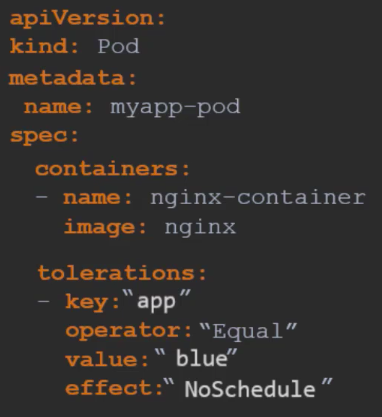 apiVersion:
kind: Pod
metadata:
 name: myapp-pod
spec:
  containers:
  - name: nginx-container
    image: nginx
  tolerations:
  - key:“app”
    operator:“Equal”
    value:“ blue”
    effect:“ NoSchedule ”